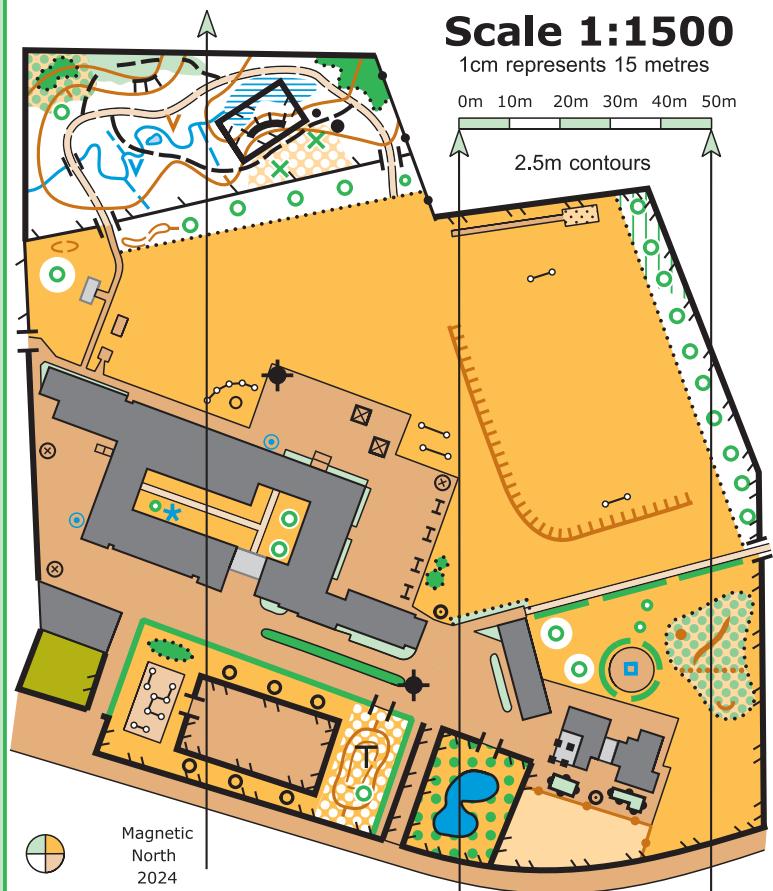 Scale 1:1500
1cm represents 15 metres
0m 10m 20m 30m 40m 50m
2.5m contours
Magnetic
North
2024